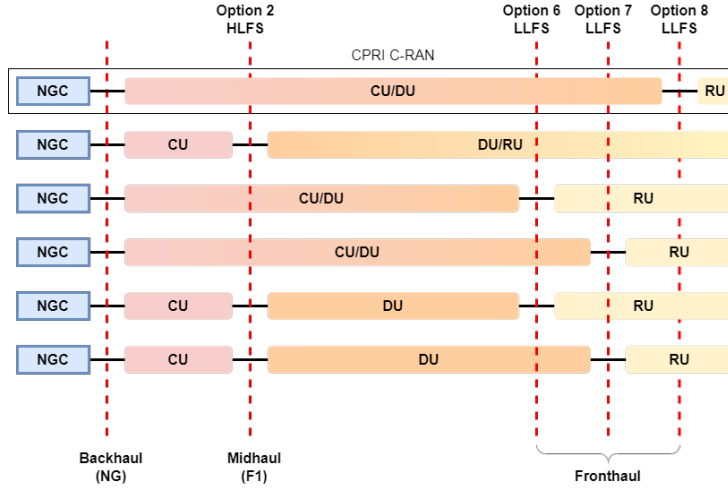 Option 2
HLFS
Option 6
LLFS
Option 7
LLFS
Option 8
LLFS
CPRI C-RAN
NGC CU/DU RU
NGC CU DU/RU
NGC CU/DU RU
NGC CU/DU RU
NGC CU DU RU
NGC CU DU RU
Backhaul
(NG)
Midhaul
(F1)
Fronthaul